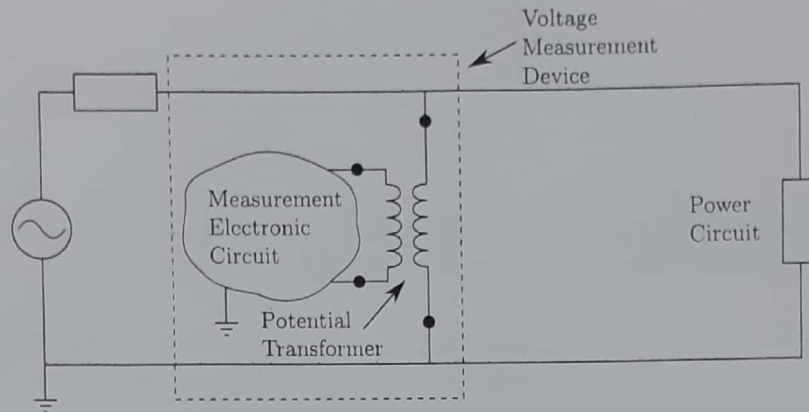 Voltage
Measurement
Device
Measurement
Electronic
Circuit
Power
Circuit
Potential
Transformer